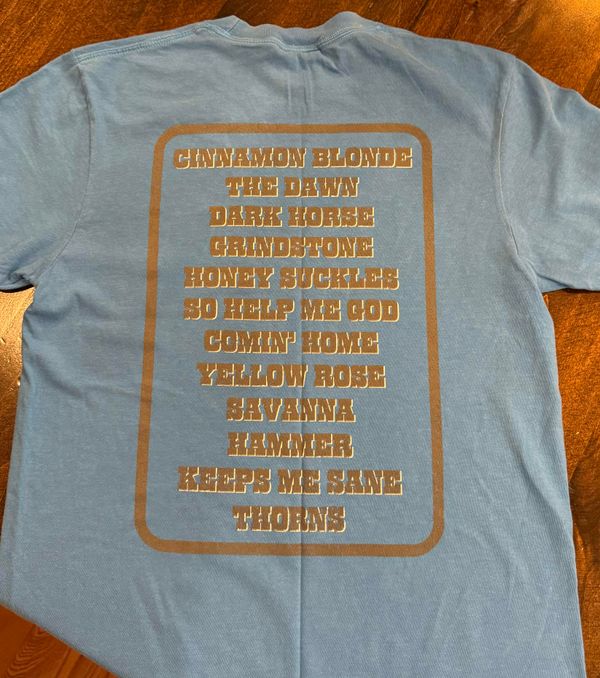 CINNAMON BLONDE
THE DAWN
DARK HORSE
GRINDSTONE
HONEY SUCKLES
SO HELP ME GOD
COMIN' HOME
YELLOW ROSE
SAVANNA
HAMMER
KEEPS ME SANE
THORNS